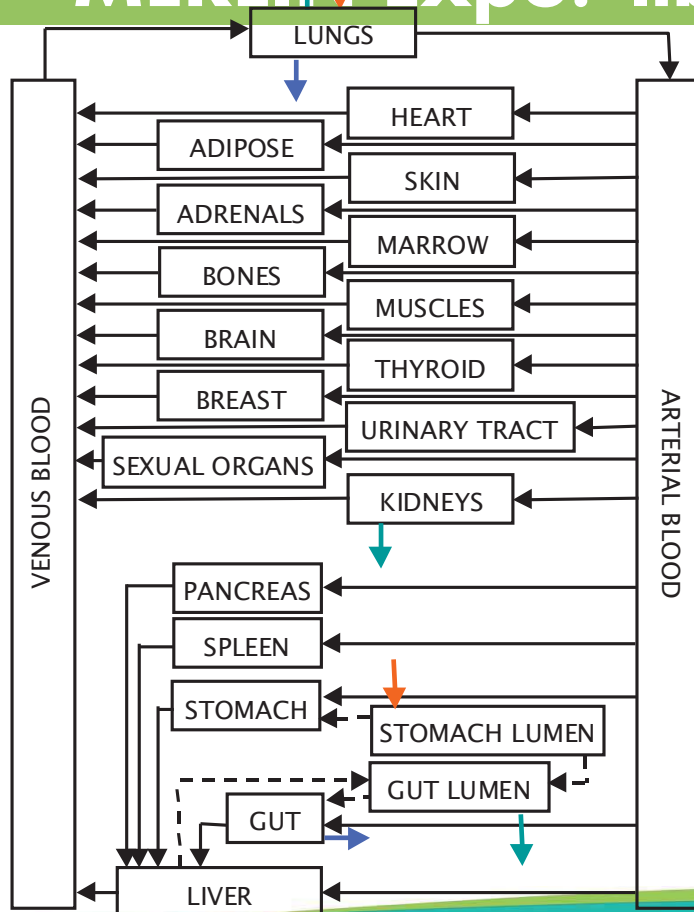 LUNGS
HEART
ADIPOSE
SKIN
ADRENALS
MARROW
BONES
MUSCLES
BRAIN
THYROID
BREAST
URINARY TRACT
SEXUAL ORGANS
KIDNEYS
VENOUS BLOOD
ARTERIAL BLOOD
PANCREAS
SPLEEN
STOMACH
STOMACH LUMEN
GUT LUMEN
GUT
LIVER